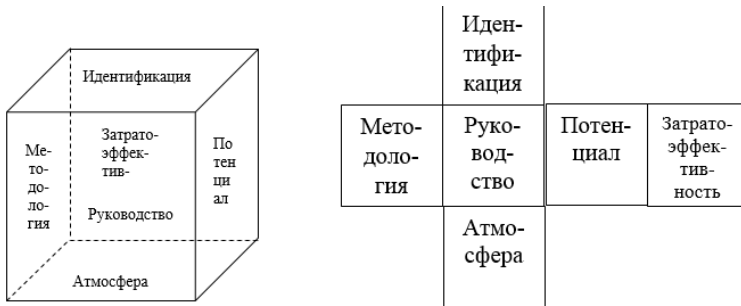 Идентификация
Затрато-
эффек-
тив-
Ме-
то-
до-
ло-
гия
По
тен
ци
ал
Руководство
Атмосфера
Иден-
тифи-
кация
Мето-
доло-
гия
Руко-
вод-
ство
Потен-
циал
Затрато-
эффек-
тив-
ность
Атмо-
сфера